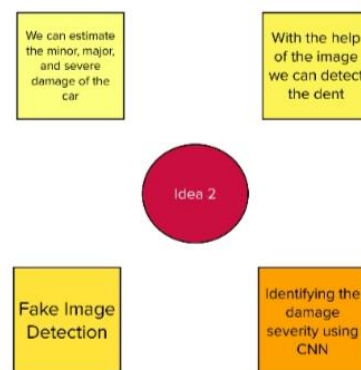 We can estimate
the minor, major,
and severe
damage of the
car
With the help
of the image
we can detect
the dent
Idea 2
Fake Image
Detection
Identifying the
damage
severity using
CNN